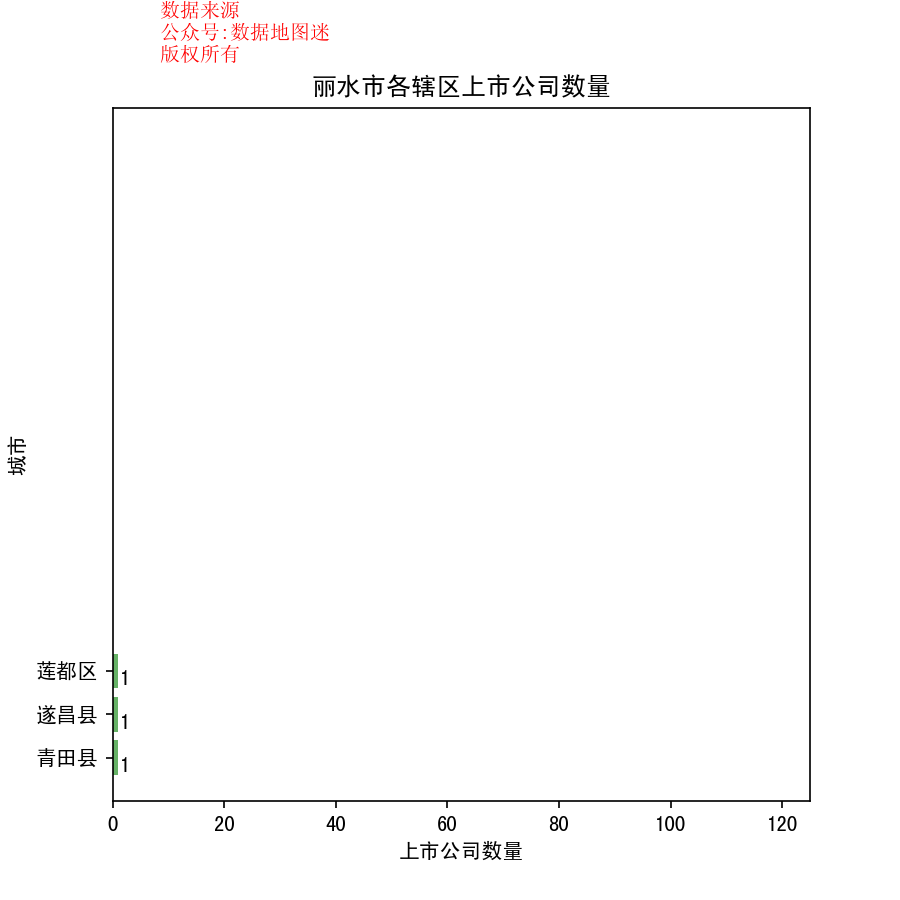 数据来源
公众号:数据地图迷
版权所有
丽水市各辖区上市公司数量
城市
莲都区
1
遂昌县
1
青田县
1
0 20 40 60 80 100 120
上市公司数量